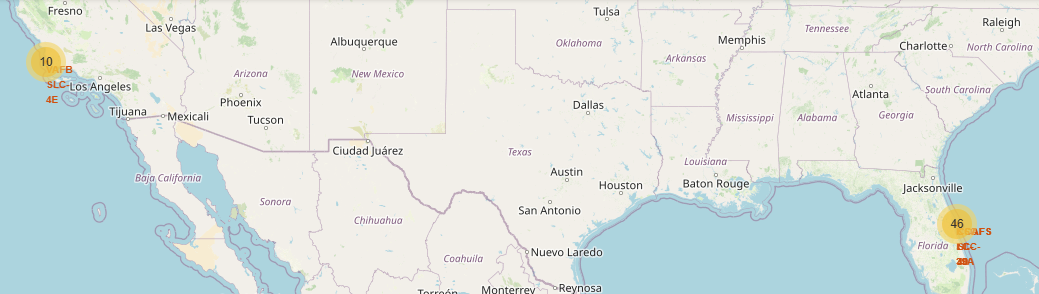 Fresno
Las Vegas
Tulsa
Raleigh
Albuquerque
Oklahoma
Memphis
Tennessee
Charlotte
North Carolina
10
VAFB
SLC-
4E
Los Angeles
Arizona
New Mexico
Arkansas
Phoenix
Dallas
Atlanta
South Carolina
Tijuana
Mexicali
Tucson
Mississippi
Alabama
Georgia
Ciudad Juárez
Texas
Louisiana
Baja California
Austin
Houston
Baton Rouge
Jacksonville
Sonora
Chihuahua
San Antonio
46
Florida
Coahuila
Nuevo Laredo
Torreón
Monterrey
Reynosa